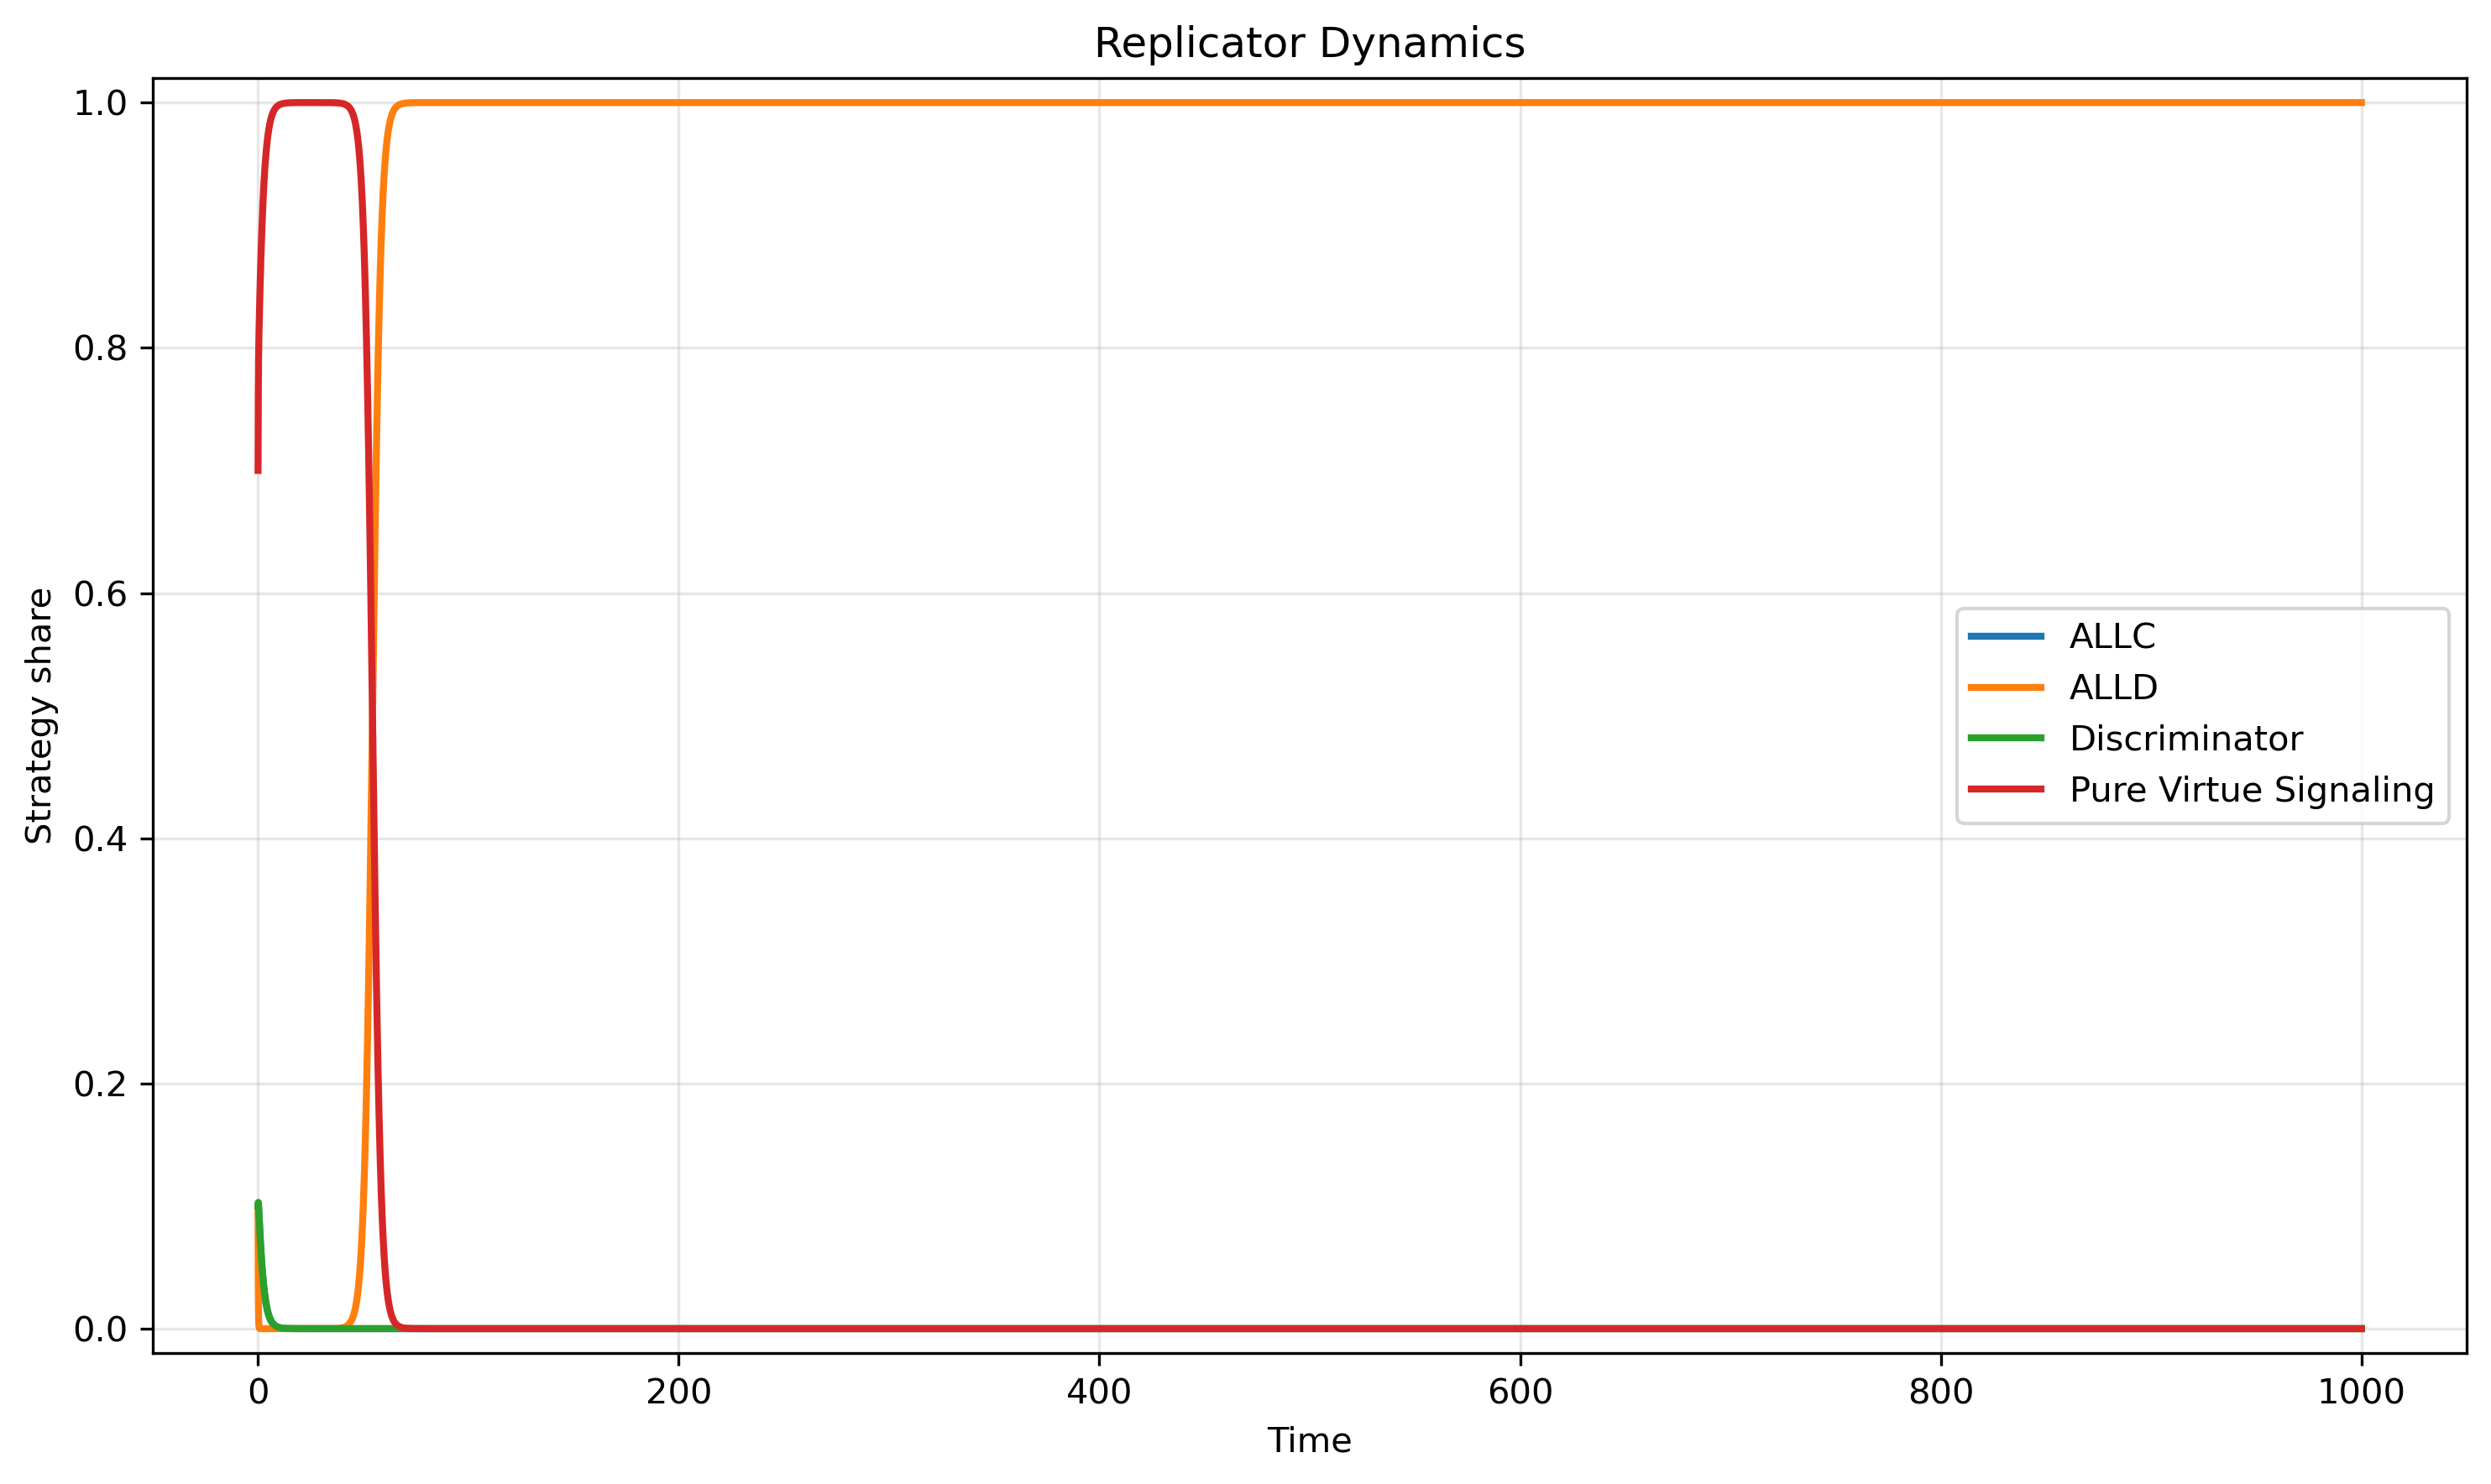 Replicator Dynamics
Strategy share
1.0
0.8
0.6
0.4
0.2
0.0
ALLC
ALLD
Discriminator
Pure Virtue Signaling
0 200 400 600 800 1000
Time